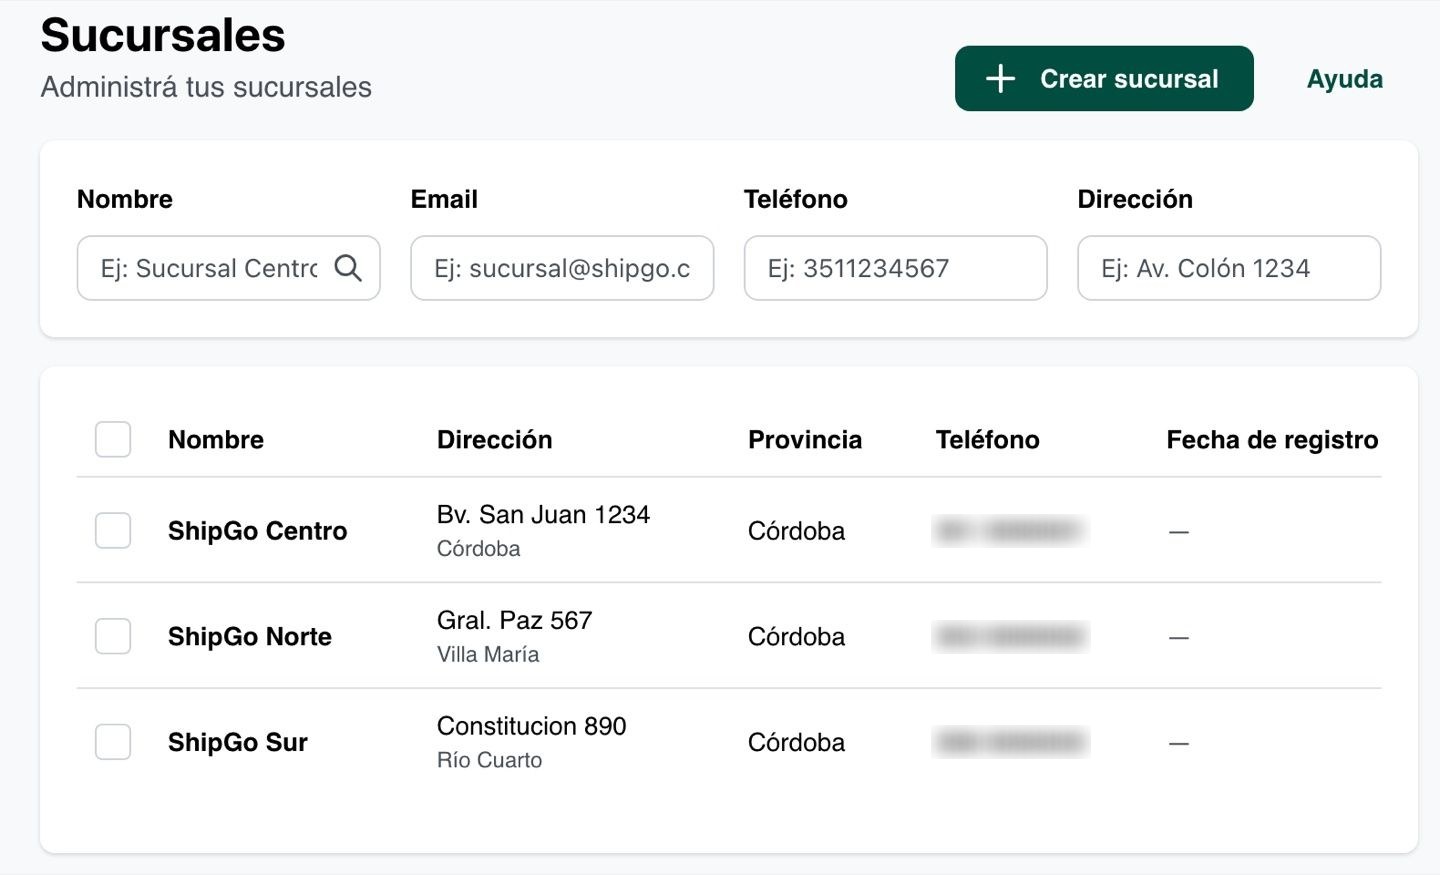 Sucursales
Administrá tus sucursales
Crear sucursal
Ayuda
Nombre Email Teléfono Dirección
Ej: Sucursal Centro Ej: sucursal@shipgo.c Ej: 3511234567 Ej: Av. Colón 1234
Nombre Dirección Provincia Teléfono Fecha de registro
ShipGo Centro Bv. San Juan 1234 Córdoba —
Córdoba
ShipGo Norte Gral. Paz 567 Córdoba —
Villa María
ShipGo Sur Constitucion 890 Córdoba —
Río Cuarto